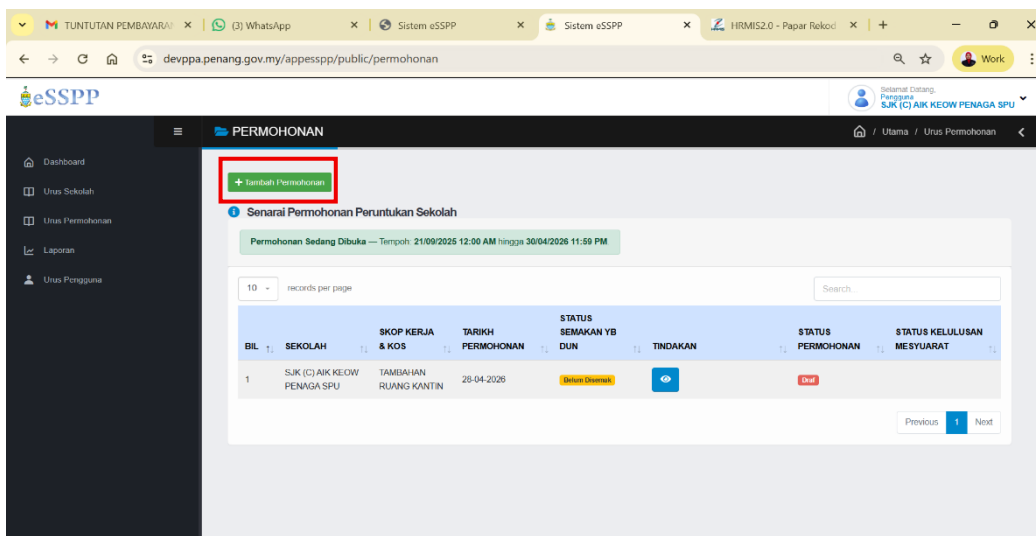 TUNTUTAN PEMBAYARAN
(3) WhatsApp
Sistem eSSPP
Sistem eSSPP
HRMIS2.0 - Papar Rekod
devppa.penang.gov.my/appesspp/public/permohonan
Work
eSSPP
Selamat Datang,
Pengguna
SJK (C) AIK KEOW PENAGA SPU
PERMOHONAN
/ Utama / Urus Permohonan
Dashboard
Urus Sekolah
Urus Permohonan
Laporan
Urus Pengguna
+ Tambah Permohonan
Senarai Permohonan Peruntukan Sekolah
Permohonan Sedang Dibuka — Tempoh: 21/09/2025 12:00 AM hingga 30/04/2026 11:59 PM
10 records per page
Search...
BIL
SEKOLAH
SKOP KERJA
& KOS
TARIKH
PERMOHONAN
STATUS
SEMAKAN YB
DUN
TINDAKAN
STATUS
PERMOHONAN
STATUS KELULUSAN
MESYUARAT
1
SJK (C) AIK KEOW
PENAGA SPU
TAMBAHAN
RUANG KANTIN
28-04-2026
Belum Disemak
Draf
Previous 1 Next